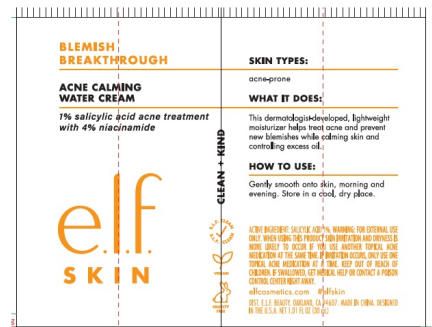 BLEMISH
BREAKTHROUGH
ACNE CALMING
WATER CREAM
1% salicylic acid acne treatment
with 4% niacinamide
e.l.f.
SKIN
CLEAN + KIND
E.L.F. CLEAN
E.L.F. CLEAN
VEGAN
CRUELTY
FREE
SKIN TYPES:
acne-prone
WHAT IT DOES:
This dermatologist-developed, lightweight
moisturizer helps treat acne and prevent
new blemishes while calming skin and
controlling excess oil.
HOW TO USE:
Gently smooth onto skin, morning and
evening. Store in a cool, dry place.
ACTIVE INGREDIENT: SALICYLIC ACID 1%. WARNING: FOR EXTERNAL USE
ONLY. WHEN USING THIS PRODUCT SKIN IRRITATION AND DRYNESS IS
MORE LIKELY TO OCCUR IF YOU USE ANOTHER TOPICAL ACNE
MEDICATION AT THE SAME TIME. IF IRRITATION OCCURS, ONLY USE ONE
TOPICAL ACNE MEDICATION AT A TIME. KEEP OUT OF REACH OF
CHILDREN. IF SWALLOWED, GET MEDICAL HELP OR CONTACT A POISON
CONTROL CENTER RIGHT AWAY.
elfcosmetics.com #elfskin
DIST. E.L.F. BEAUTY, OAKLAND, CA 94607. MADE IN CHINA. DESIGNED
IN THE U.S.A. NET 1.01 FL OZ (30 mL)